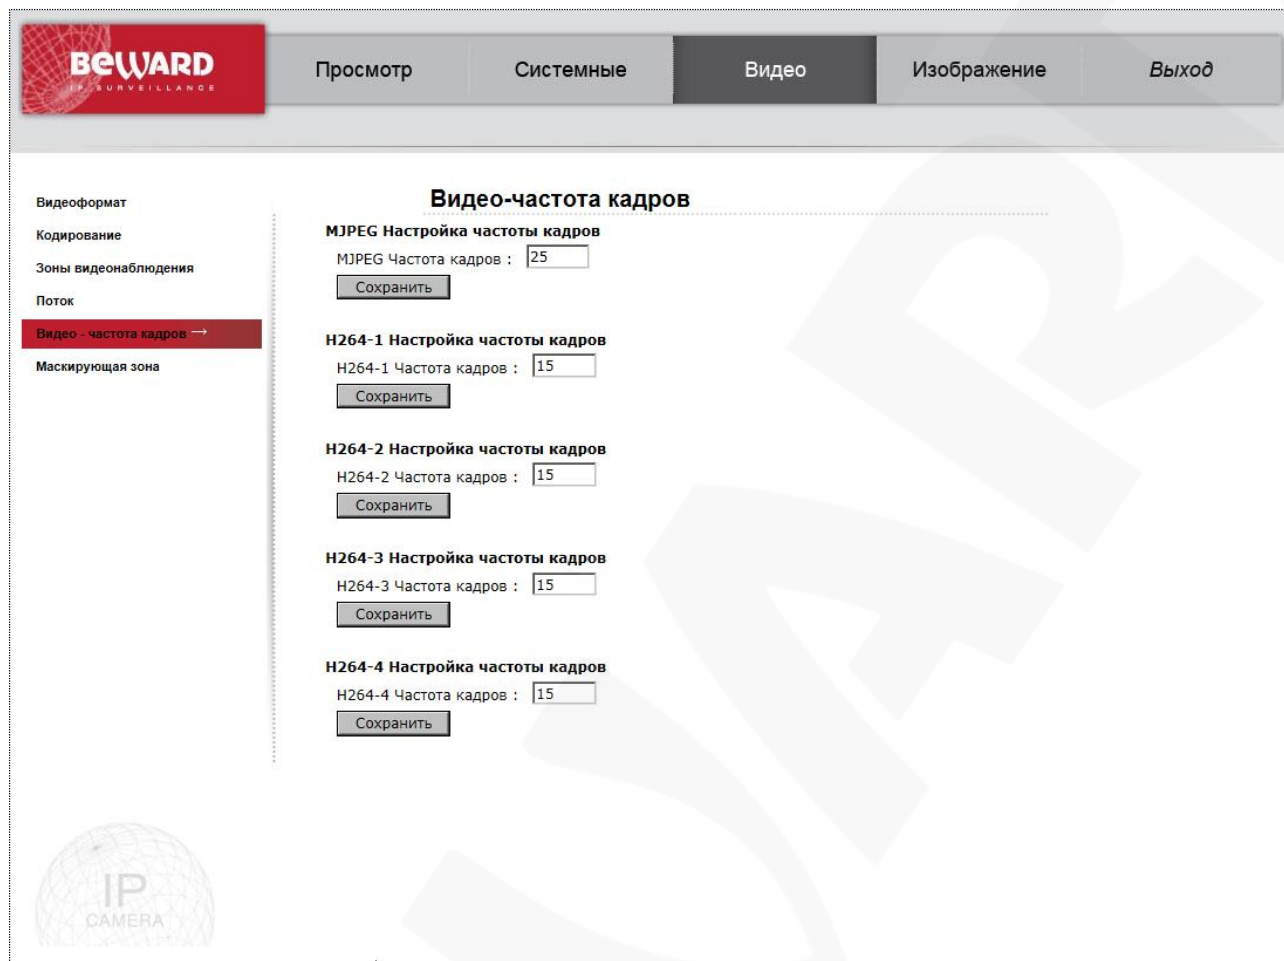 BEWARD
IP SURVEILLANCE
Просмотр
Системные
Видео
Изображение
Выход
Видеоформат
Кодирование
Зоны видеонаблюдения
Поток
Видео - частота кадров →
Маскирующая зона
Видео-частота кадров
MJPEG Настройка частоты кадров
MJPEG Частота кадров : 25
Сохранить
H264-1 Настройка частоты кадров
H264-1 Частота кадров : 15
Сохранить
H264-2 Настройка частоты кадров
H264-2 Частота кадров : 15
Сохранить
H264-3 Настройка частоты кадров
H264-3 Частота кадров : 15
Сохранить
H264-4 Настройка частоты кадров
H264-4 Частота кадров : 15
Сохранить
IP
CAMERA